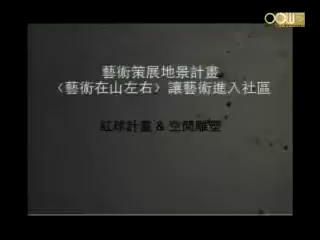 藝術策展地景計畫
〈藝術在山左右〉讓藝術進入社區
紅球計畫 & 空間雕塑